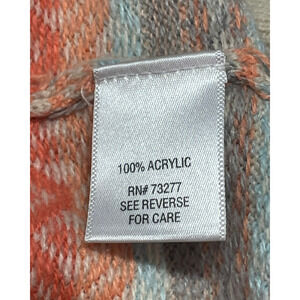 100% ACRYLIC
RN# 73277
SEE REVERSE
FOR CARE